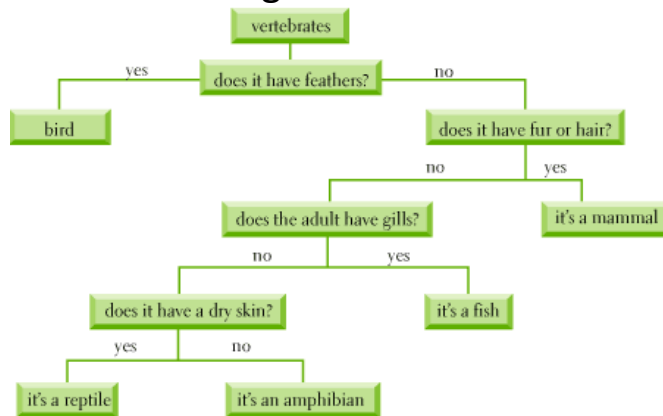 vertebrates
yes
does it have feathers?
no
bird
does it have fur or hair?
no
yes
does the adult have gills?
it's a mammal
no
yes
does it have a dry skin?
it's a fish
yes
no
it's a reptile
it's an amphibian